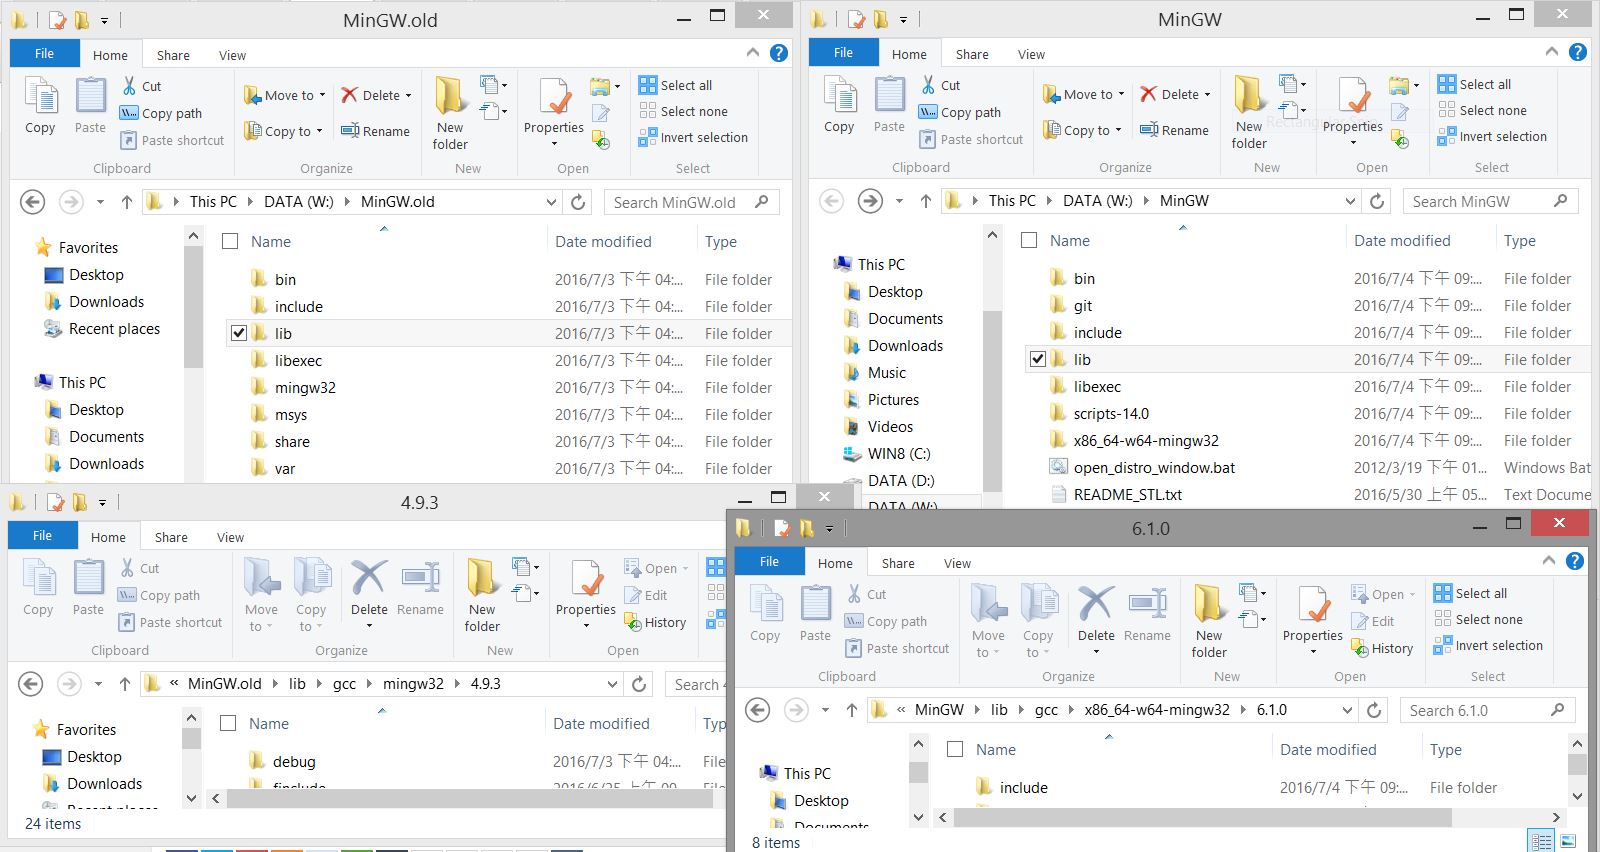 MinGW.old
File Home Share View
Copy Paste Cut Copy path Paste shortcut
Move to Copy to Delete Rename
New folder Properties
Select all Select none Invert selection
Clipboard Organize New Open Select
This PC DATA (W:) MinGW.old Search MinGW.old
Name Date modified Type
Favorites
Desktop
Downloads
Recent places
This PC
Desktop
Documents
Downloads
bin 2016/7/3 下午 04:... File folder
include 2016/7/3 下午 04:... File folder
lib 2016/7/3 下午 04:... File folder
libexec 2016/7/3 下午 04:... File folder
mingw32 2016/7/3 下午 04:... File folder
msys 2016/7/3 下午 04:... File folder
share 2016/7/3 下午 04:... File folder
var 2016/7/3 下午 04:... File folder
MinGW
File Home Share View
Copy Paste Cut Copy path Paste shortcut
Move to Copy to Delete Rename
New folder Properties
Select all Select none Invert selection
Clipboard Organize New Open Select
This PC DATA (W:) MinGW Search MinGW
Name Date modified Type
This PC
Desktop
Documents
Downloads
Music
Pictures
Videos
WIN8 (C:)
DATA (D:)
DATA (W:)
bin 2016/7/4 下午 09:... File folder
git 2016/7/4 下午 09:... File folder
include 2016/7/4 下午 09:... File folder
lib 2016/7/4 下午 09:... File folder
libexec 2016/7/4 下午 09:... File folder
scripts-14.0 2016/7/4 下午 09:... File folder
x86_64-w64-mingw32 2016/7/4 下午 09:... File folder
open_distro_window.bat 2012/3/19 下午 01... Windows Bat
README_STL.txt 2016/5/30 上午 05... Text Docume
4.9.3
File Home Share View
Copy Paste Cut Copy path Paste shortcut
Move to Copy to Delete Rename
New folder Properties
Open Edit History
Clipboard Organize New Open
« MinGW.old lib gcc mingw32 4.9.3 Search 4
Name Date modified Typ
Favorites
Desktop
Downloads
Recent places
debug 2016/7/3 下午 04:... File
finclude 2016/6/25 上午 09...
24 items
6.1.0
File Home Share View
Copy Paste Cut Copy path Paste shortcut
Move to Copy to Delete Rename
New folder Properties
Open Edit History
Select all Select none Invert selection
Clipboard Organize New Open Select
« MinGW lib gcc x86_64-w64-mingw32 6.1.0 Search 6.1.0
Name Date modified Type
This PC
Desktop
Documents
include 2016/7/4 下午 09:... File folder
8 items